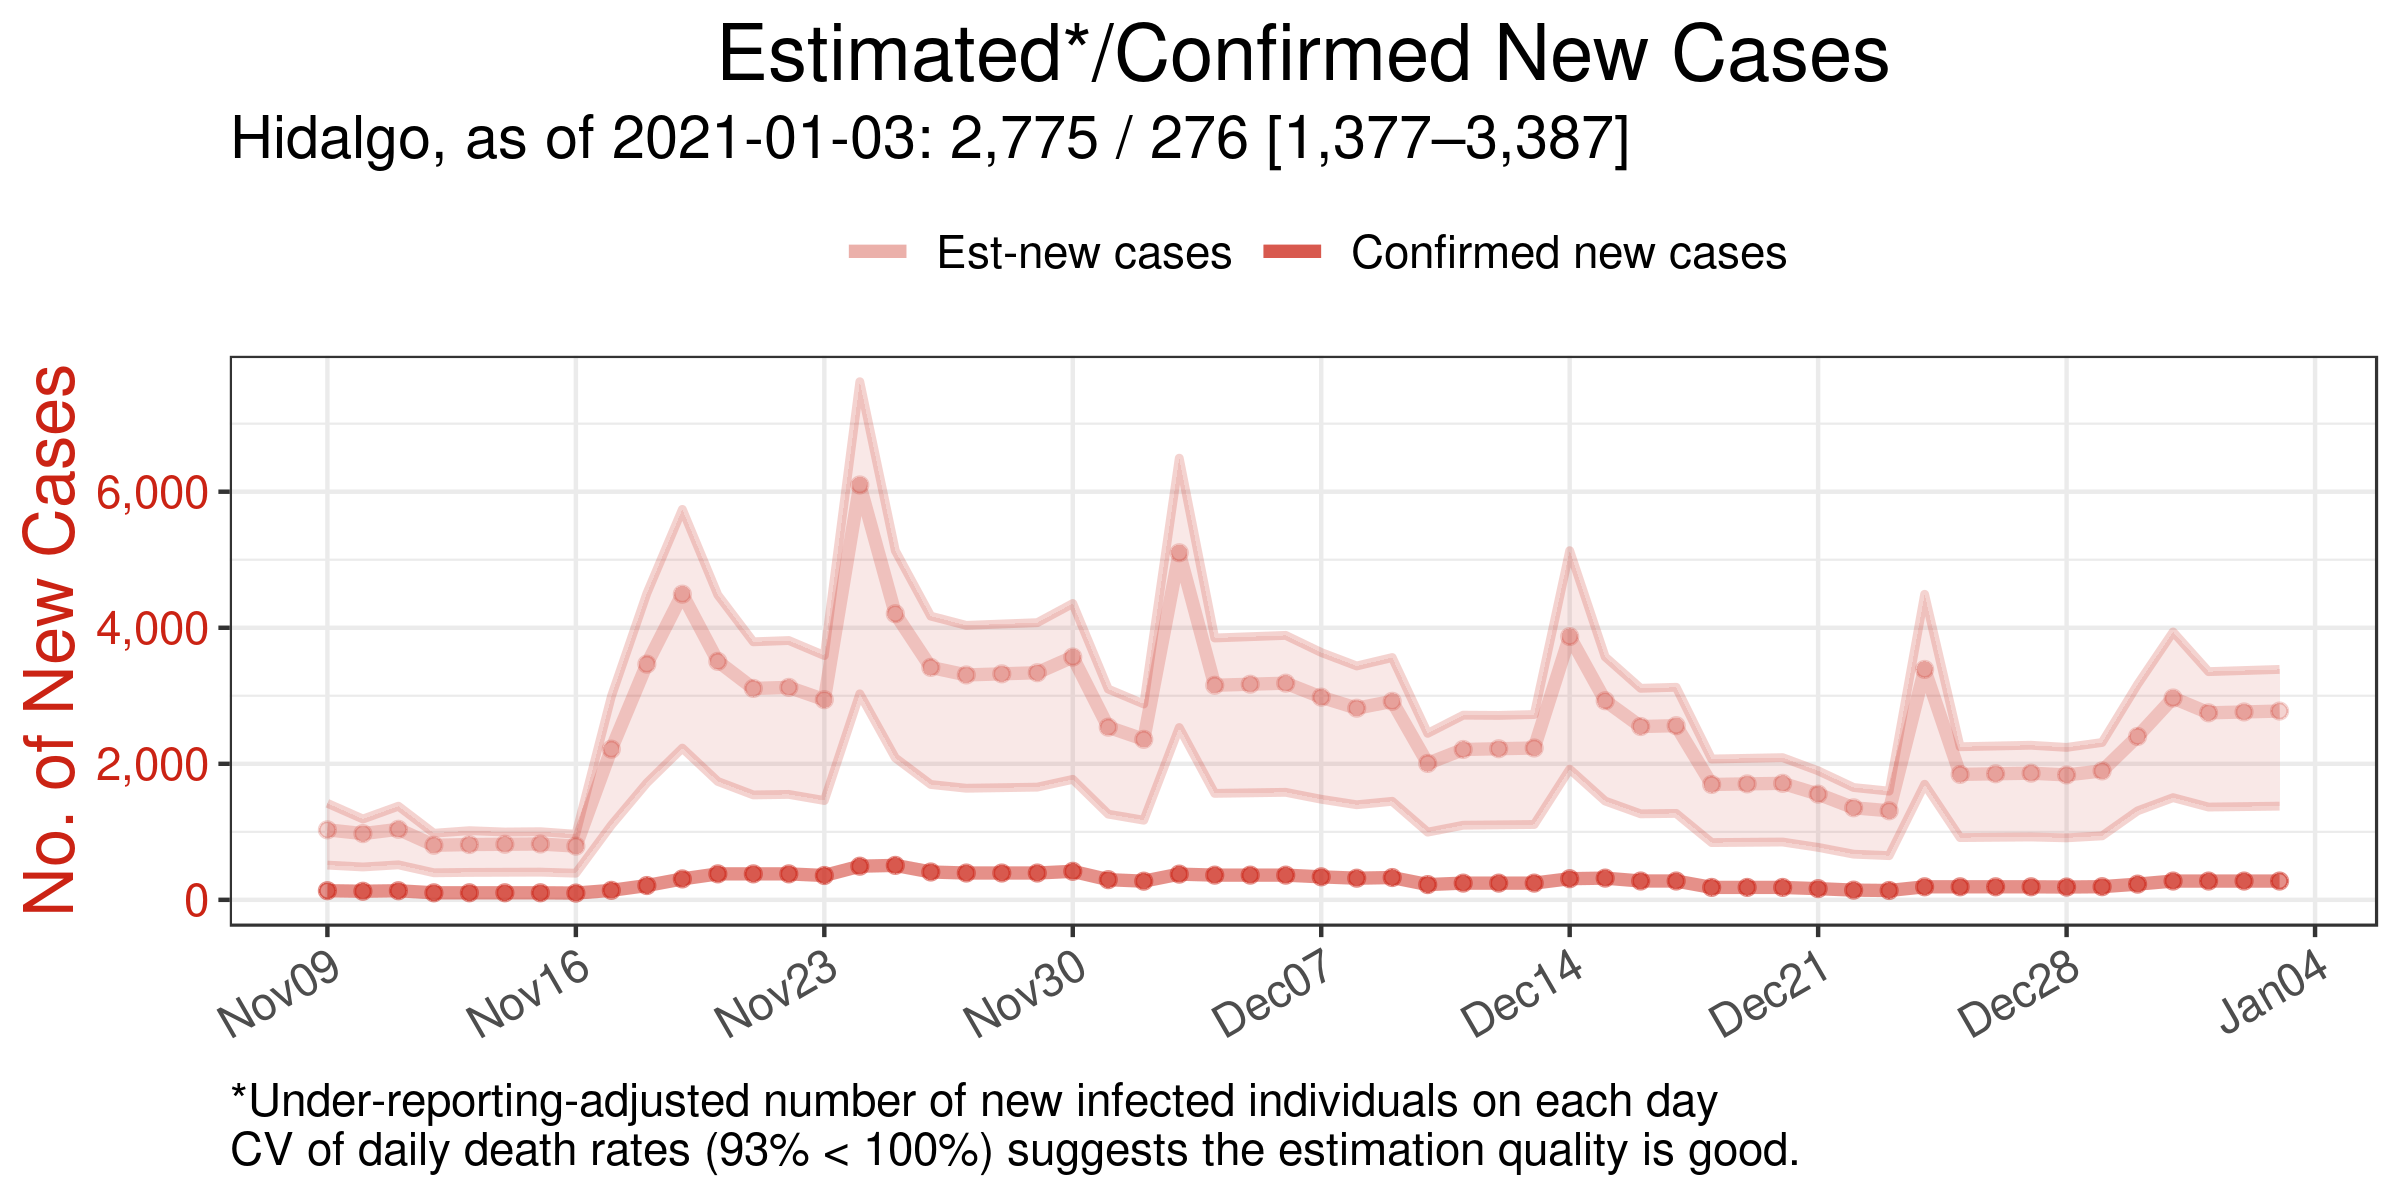 Estimated*/Confirmed New Cases
Hidalgo, as of 2021-01-03: 2,775 / 276 [1,377–3,387]
Est-new cases
Confirmed new cases
No. of New Cases
6,000
4,000
2,000
0
Nov09
Nov16
Nov23
Nov30
Dec07
Dec14
Dec21
Dec28
Jan04
*Under-reporting-adjusted number of new infected individuals on each day
CV of daily death rates (93% < 100%) suggests the estimation quality is good.